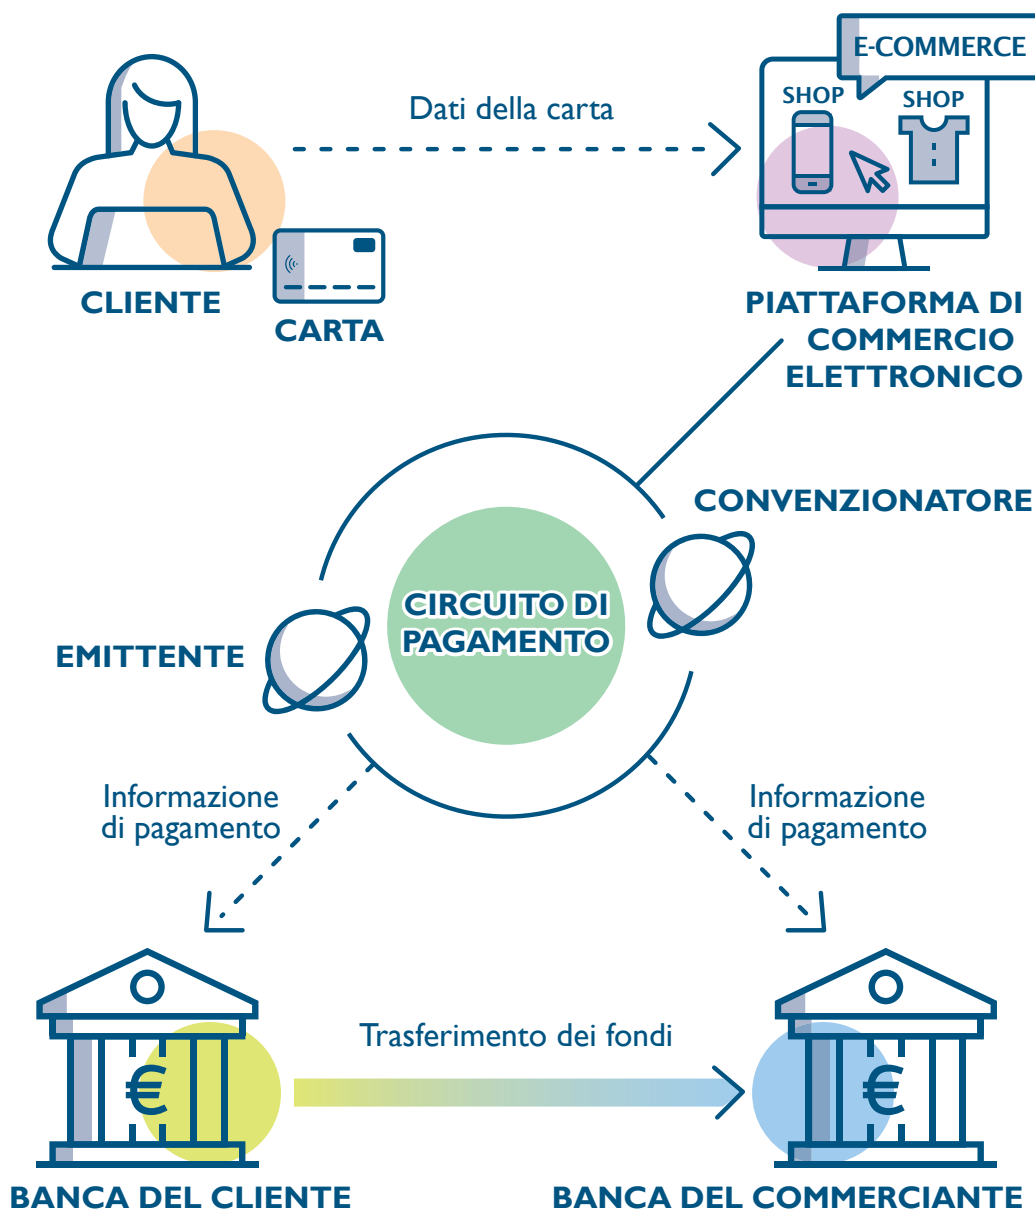 E-COMMERCE
SHOP
SHOP
Dati della carta
CLIENTE
CARTA
PIATTAFORMA DI
COMMERCIO
ELETTRONICO
CONVENZIONATORE
CIRCUITO DI
PAGAMENTO
EMITTENTE
Informazione
di pagamento
Informazione
di pagamento
Trasferimento dei fondi
€
€
BANCA DEL CLIENTE
BANCA DEL COMMERCIANTE